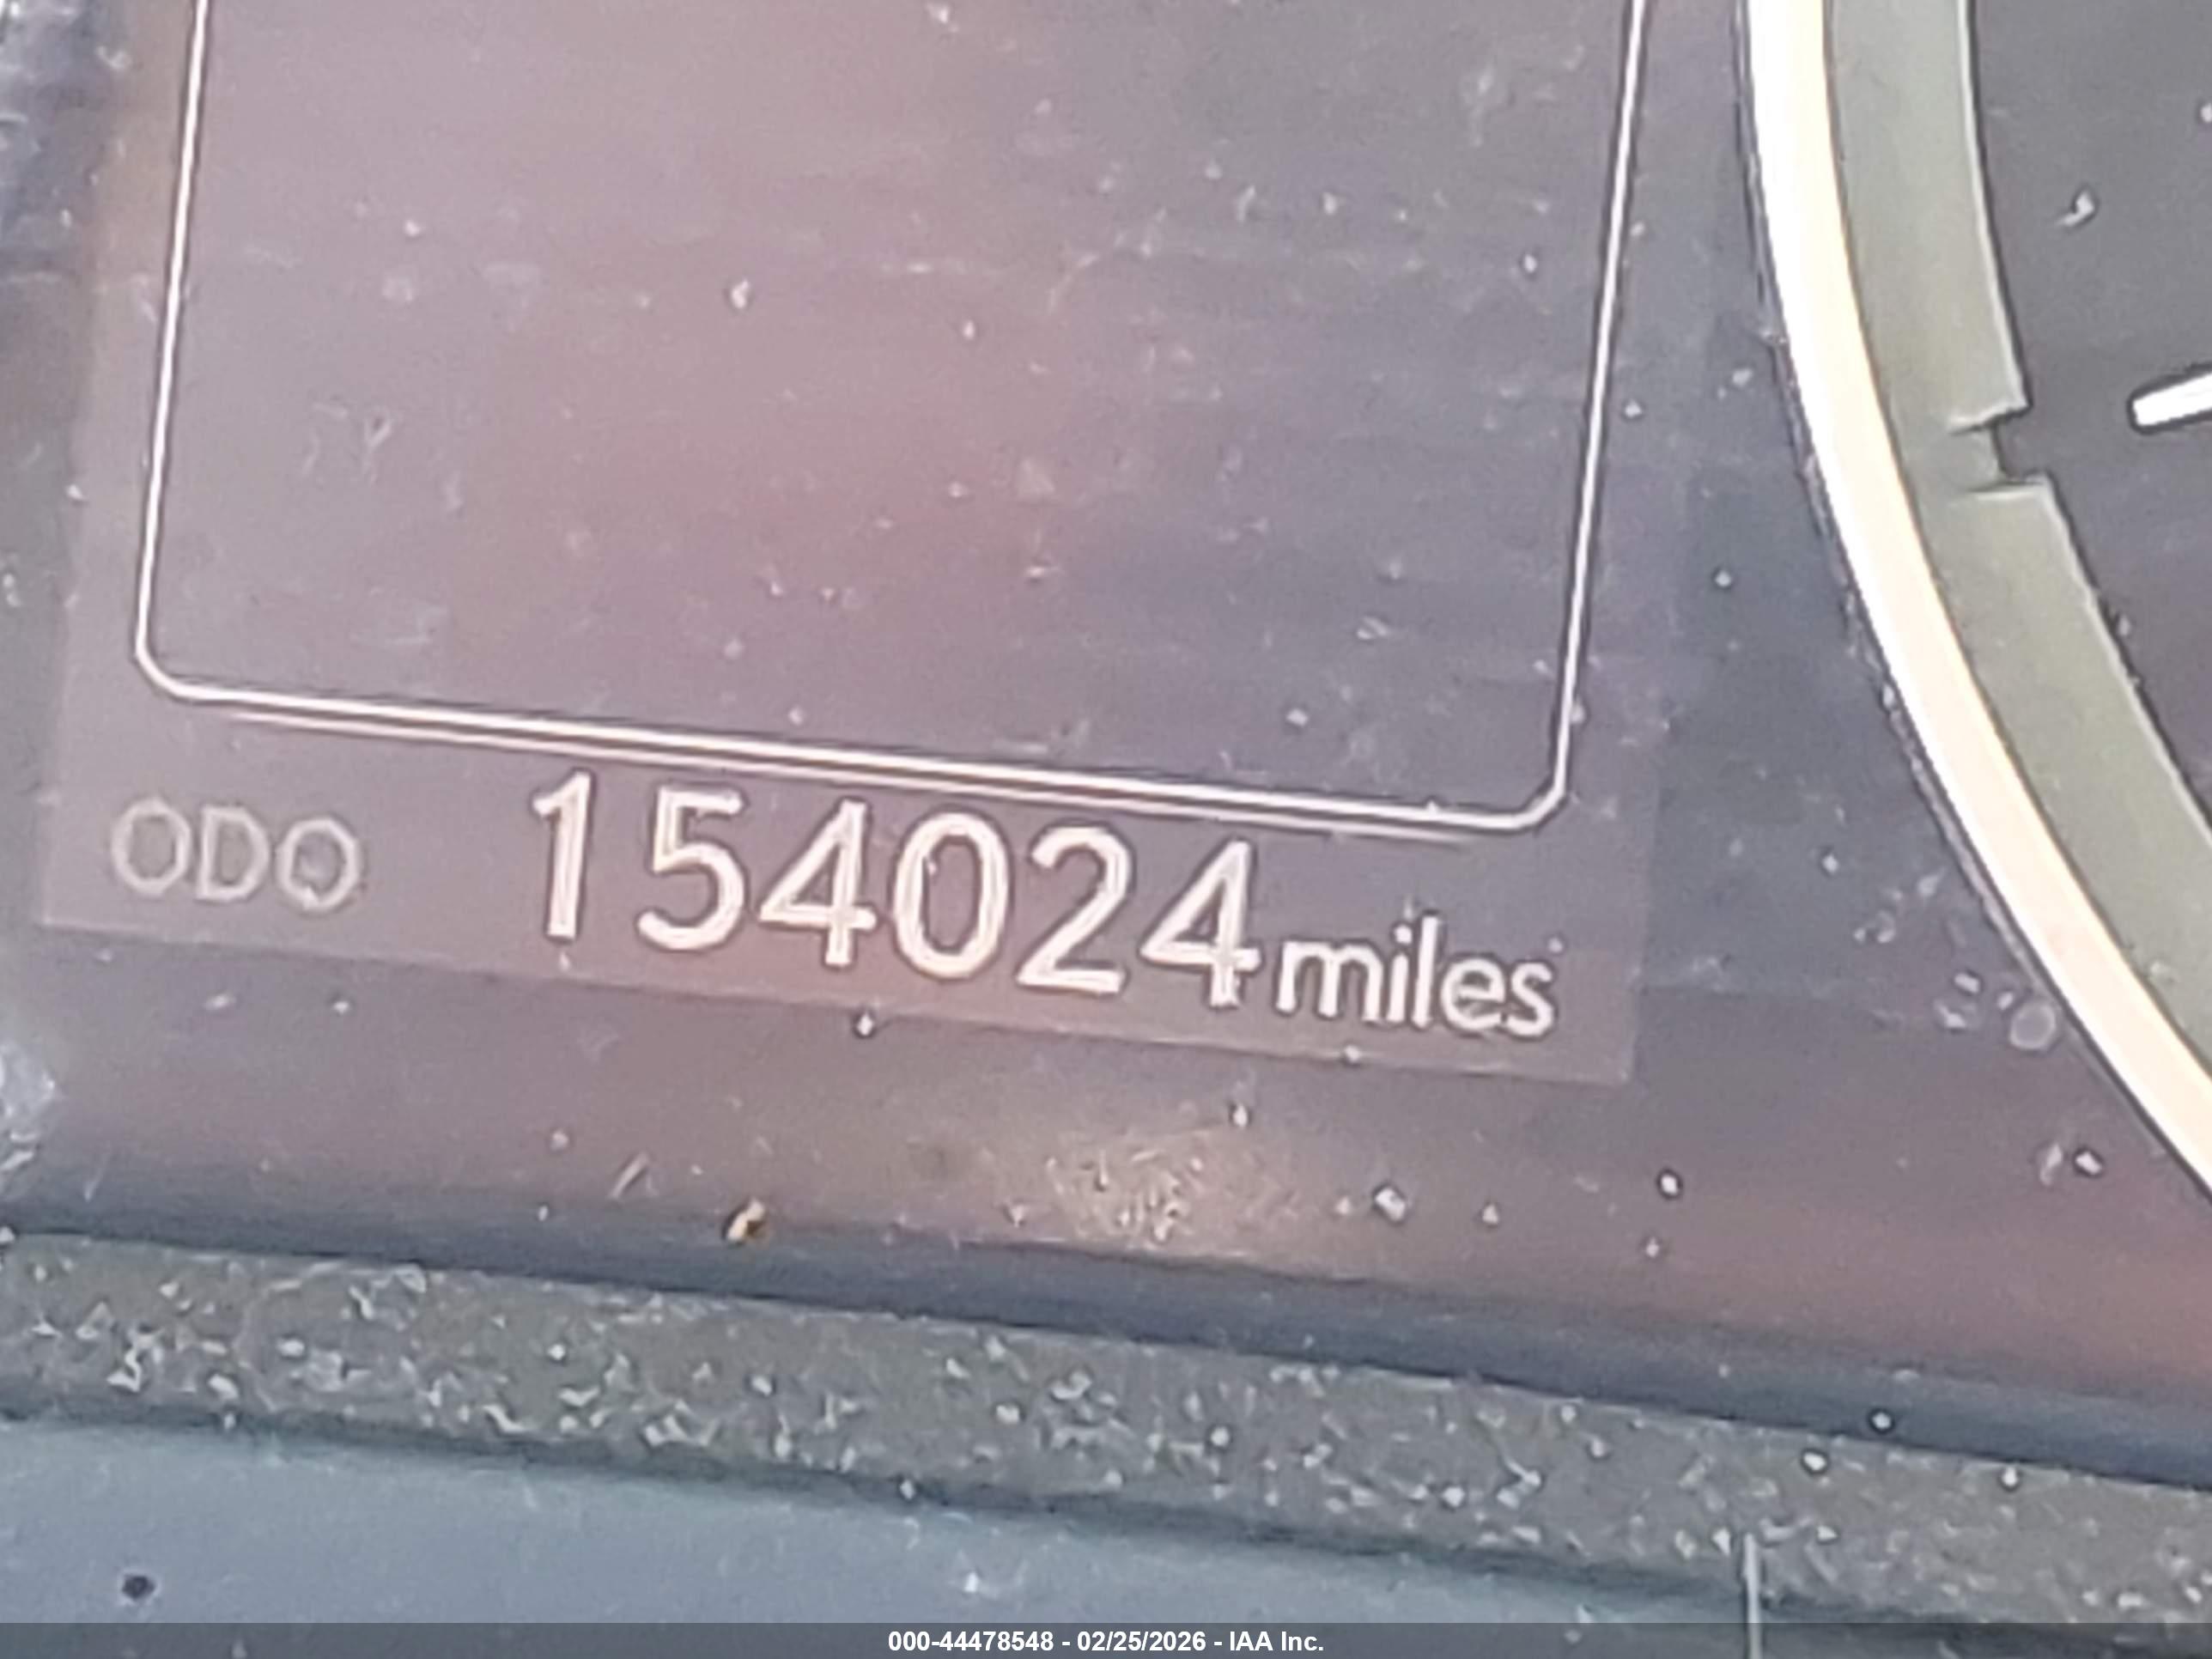 ODO 154024 miles
000-44478548 - 02/25/2026 - IAA Inc.